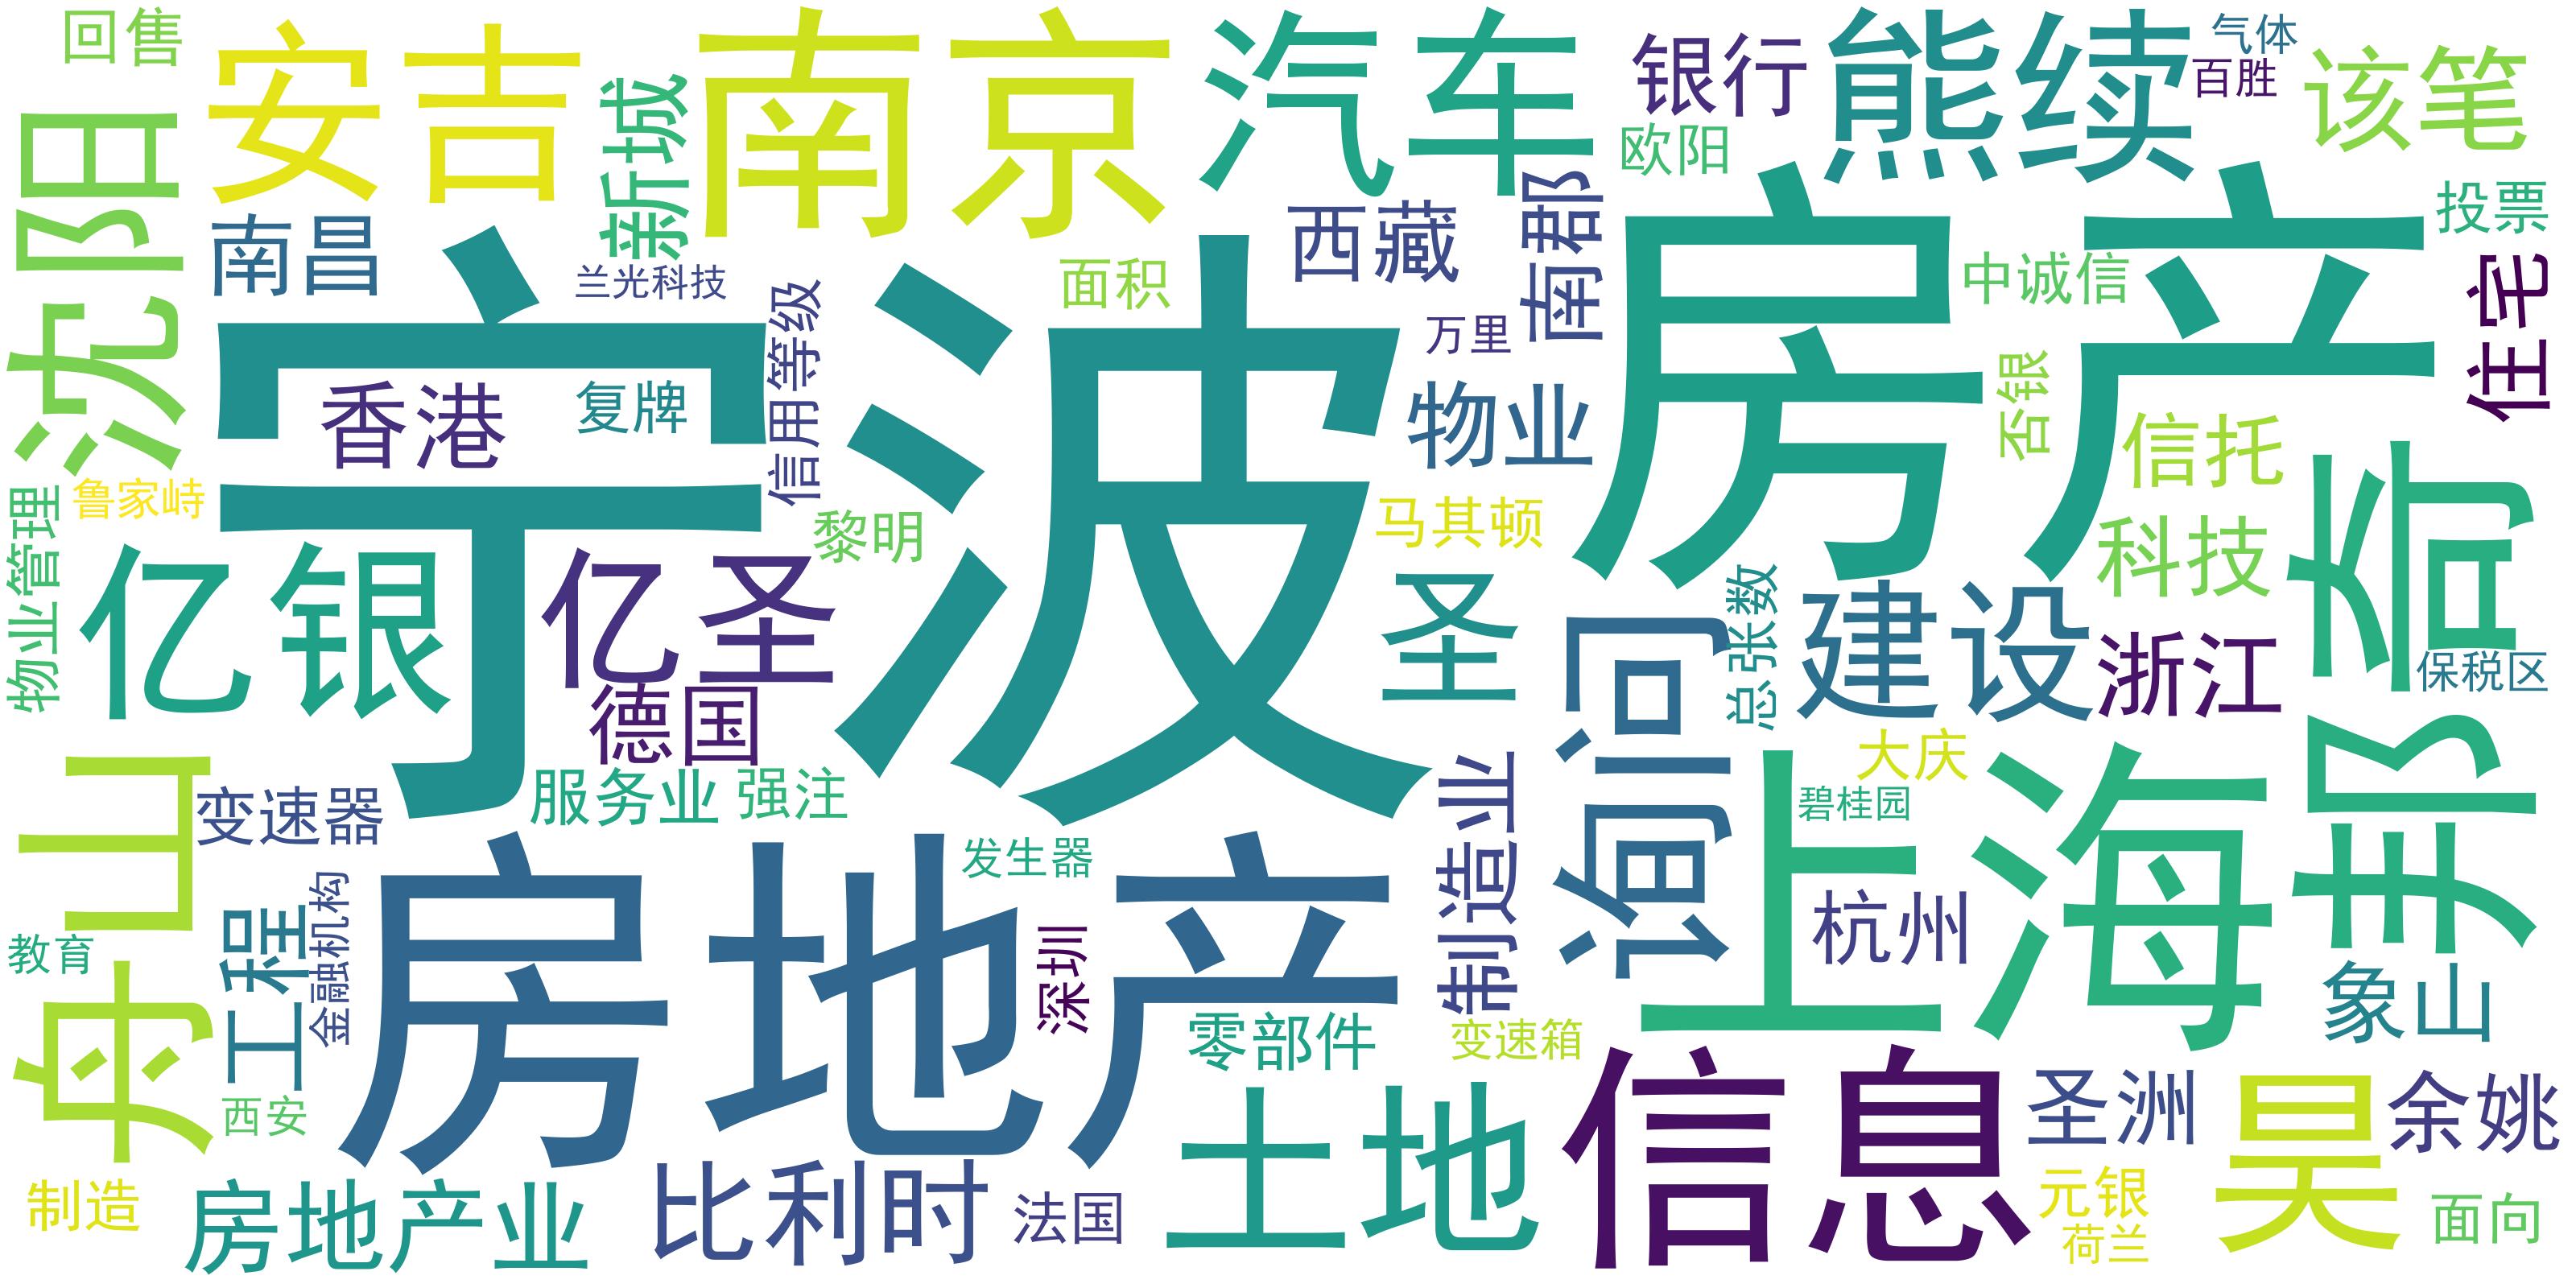 回售
安吉
南京
汽车
银行
熊续
气体
百胜
该笔
欧阳
新城
沈阳
南昌
兰光科技
面积
西藏
南郡
中诚信
投票
住宅
宁波
房产
万里
香港
复牌
信用等级
物业
否银
信托
奇
鲁家峙
物业管理
黎明
马其顿
科技
亿银
亿圣
圣
总张数
建设
浙江
保税区
德国
询问
舟山
变速器
服务业
强注
制造业
大庆
碧桂园
上海
邦
发生器
房地产
教育
工程
金融机构
深圳
杭州
象山
零部件
变速箱
西安
土地
信息
圣洲
昊
余姚
制造
房地产业
比利时
法国
元银
荷兰
面向